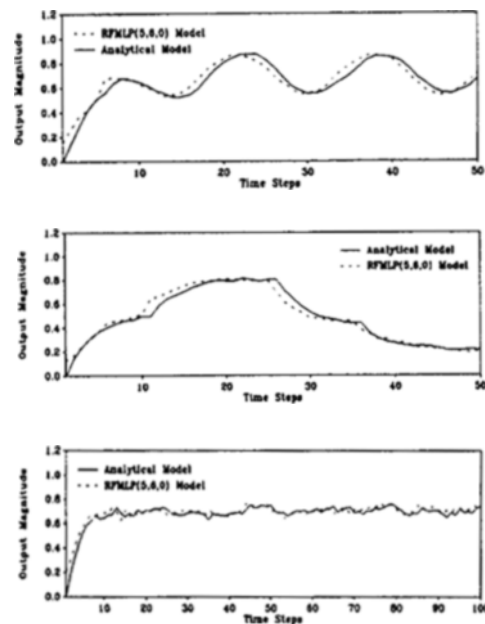 1.2
1.0
0.8
0.6
0.4
0.2
0.0
Output Magnitude
RFMLP(5,8,0) Model
Analytical Model
10 20 30 40 50
Time Steps
1.2
1.0
0.8
0.6
0.4
0.2
0.0
Output Magnitude
Analytical Model
RFMLP(5,8,0) Model
10 20 30 40 50
Time Steps
1.2
1.0
0.8
0.6
0.4
0.2
0.0
Output Magnitude
Analytical Model
RFMLP(5,8,0) Model
10 20 30 40 50 60 70 80 90 100
Time Steps